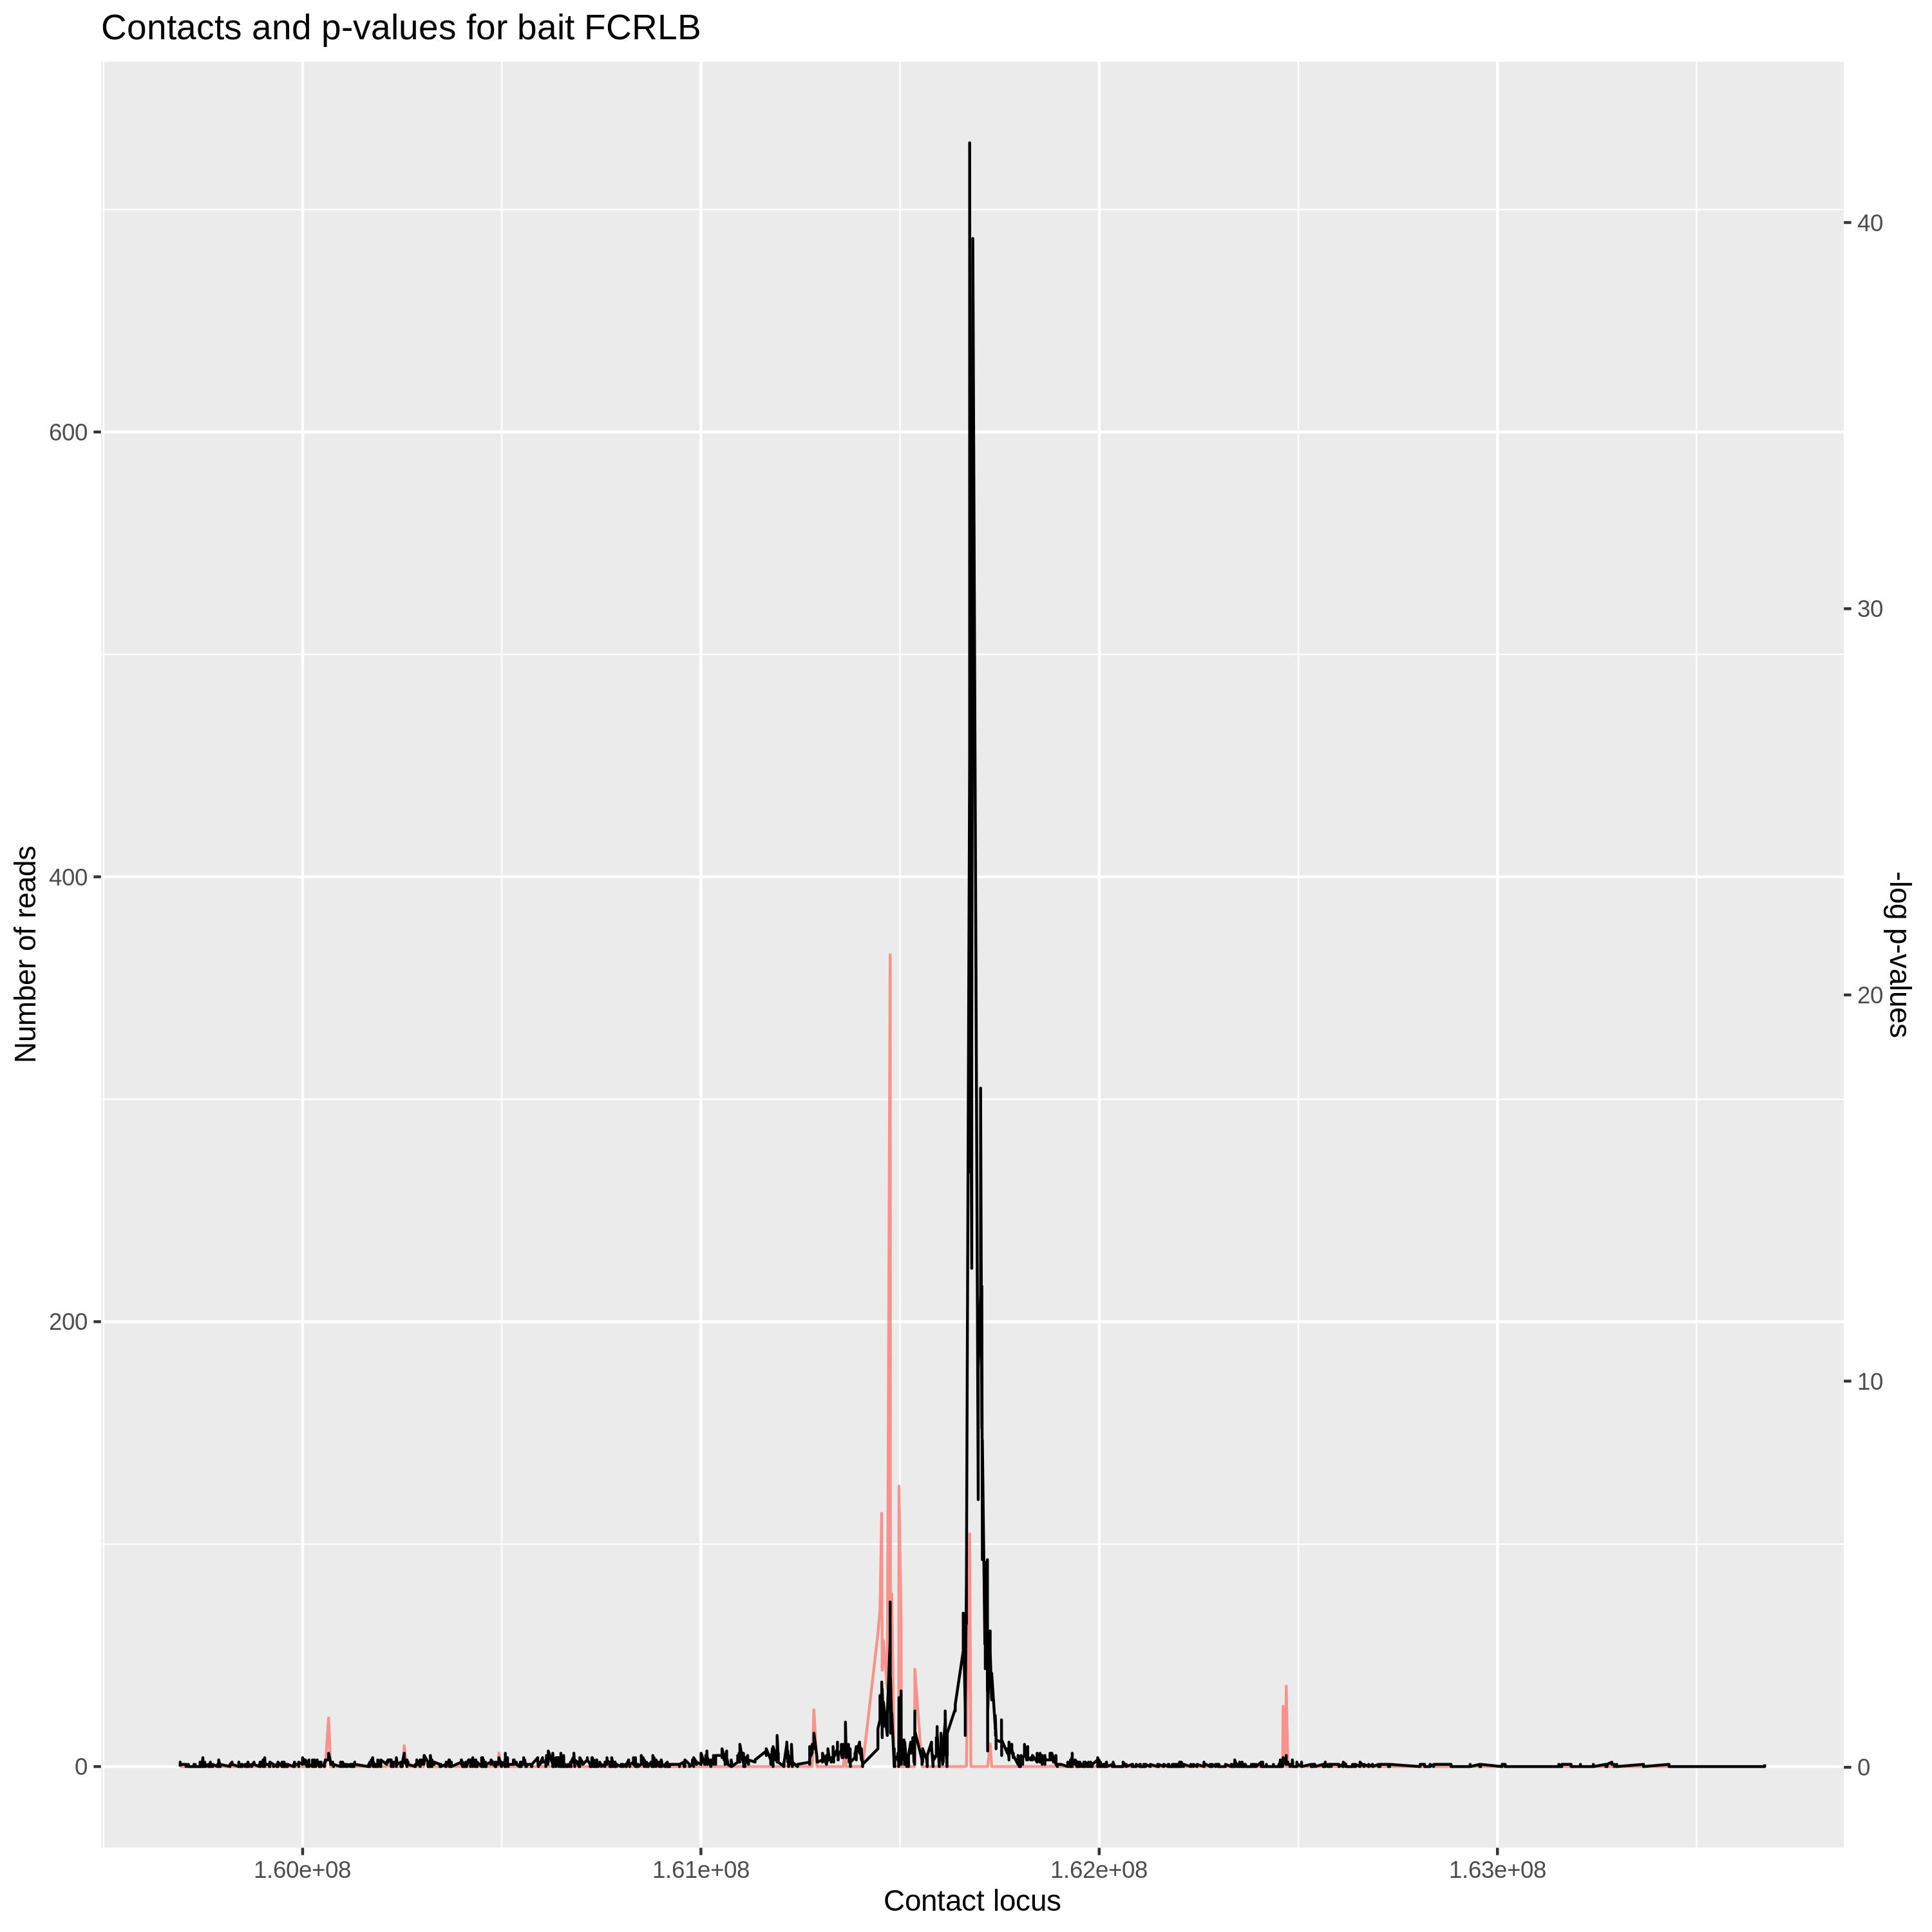 Contacts and p-values for bait FCRLB
Number of reads
600
400
200
0
40
30
20
10
0
-log p-values
1.60e+08 1.61e+08 1.62e+08 1.63e+08
Contact locus